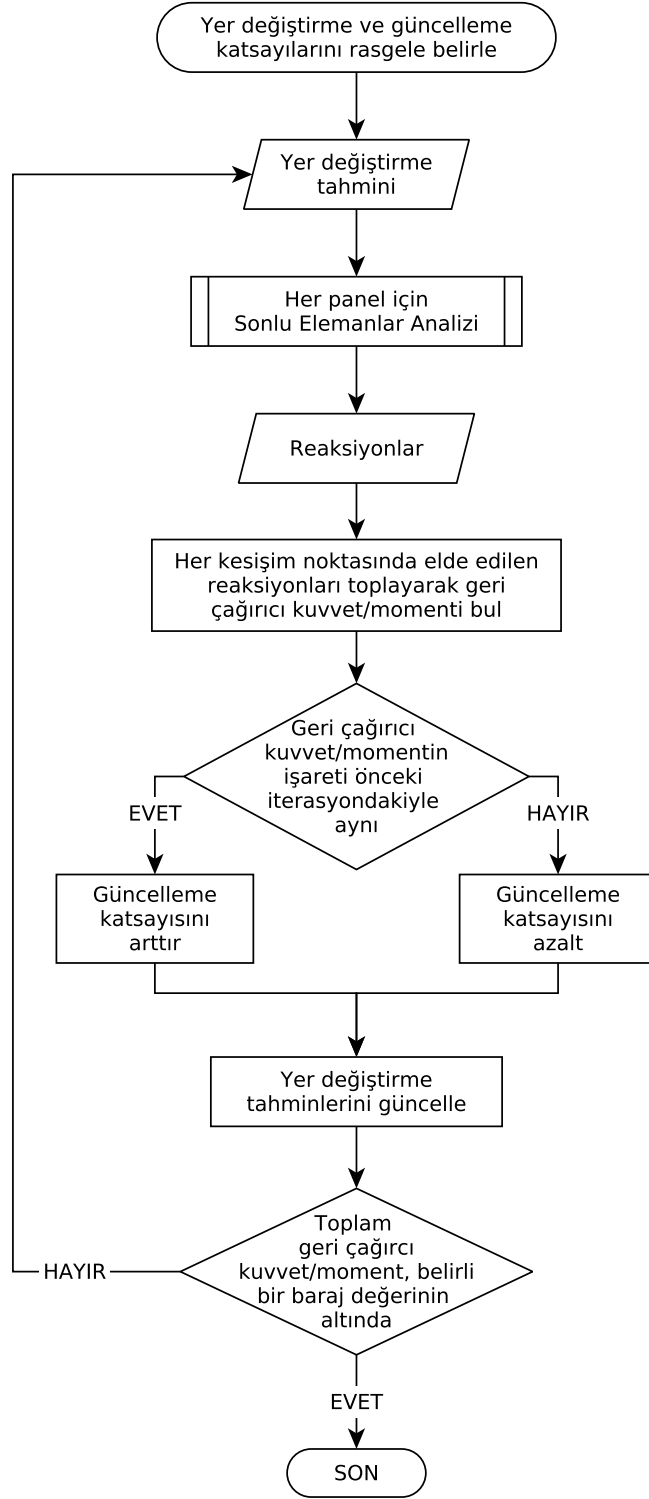 Yer değiştirme ve güncelleme
katsayılarını rasgele belirle
Yer değiştirme
tahmini
Her panel için
Sonlu Elemanlar Analizi
Reaksiyonlar
Her kesişim noktasında elde edilen
reaksiyonları toplayarak geri
çağırıcı kuvvet/momenti bul
Geri çağırıcı
kuvvet/momentin
işareti önceki
iterasyondakiyle
aynı
EVET
HAYIR
Güncelleme
katsayısını
arttır
Güncelleme
katsayısını
azalt
Yer değiştirme
tahminlerini güncelle
Toplam
geri çağırcı
kuvvet/moment, belirli
bir baraj değerinin
altında
HAYIR
EVET
SON